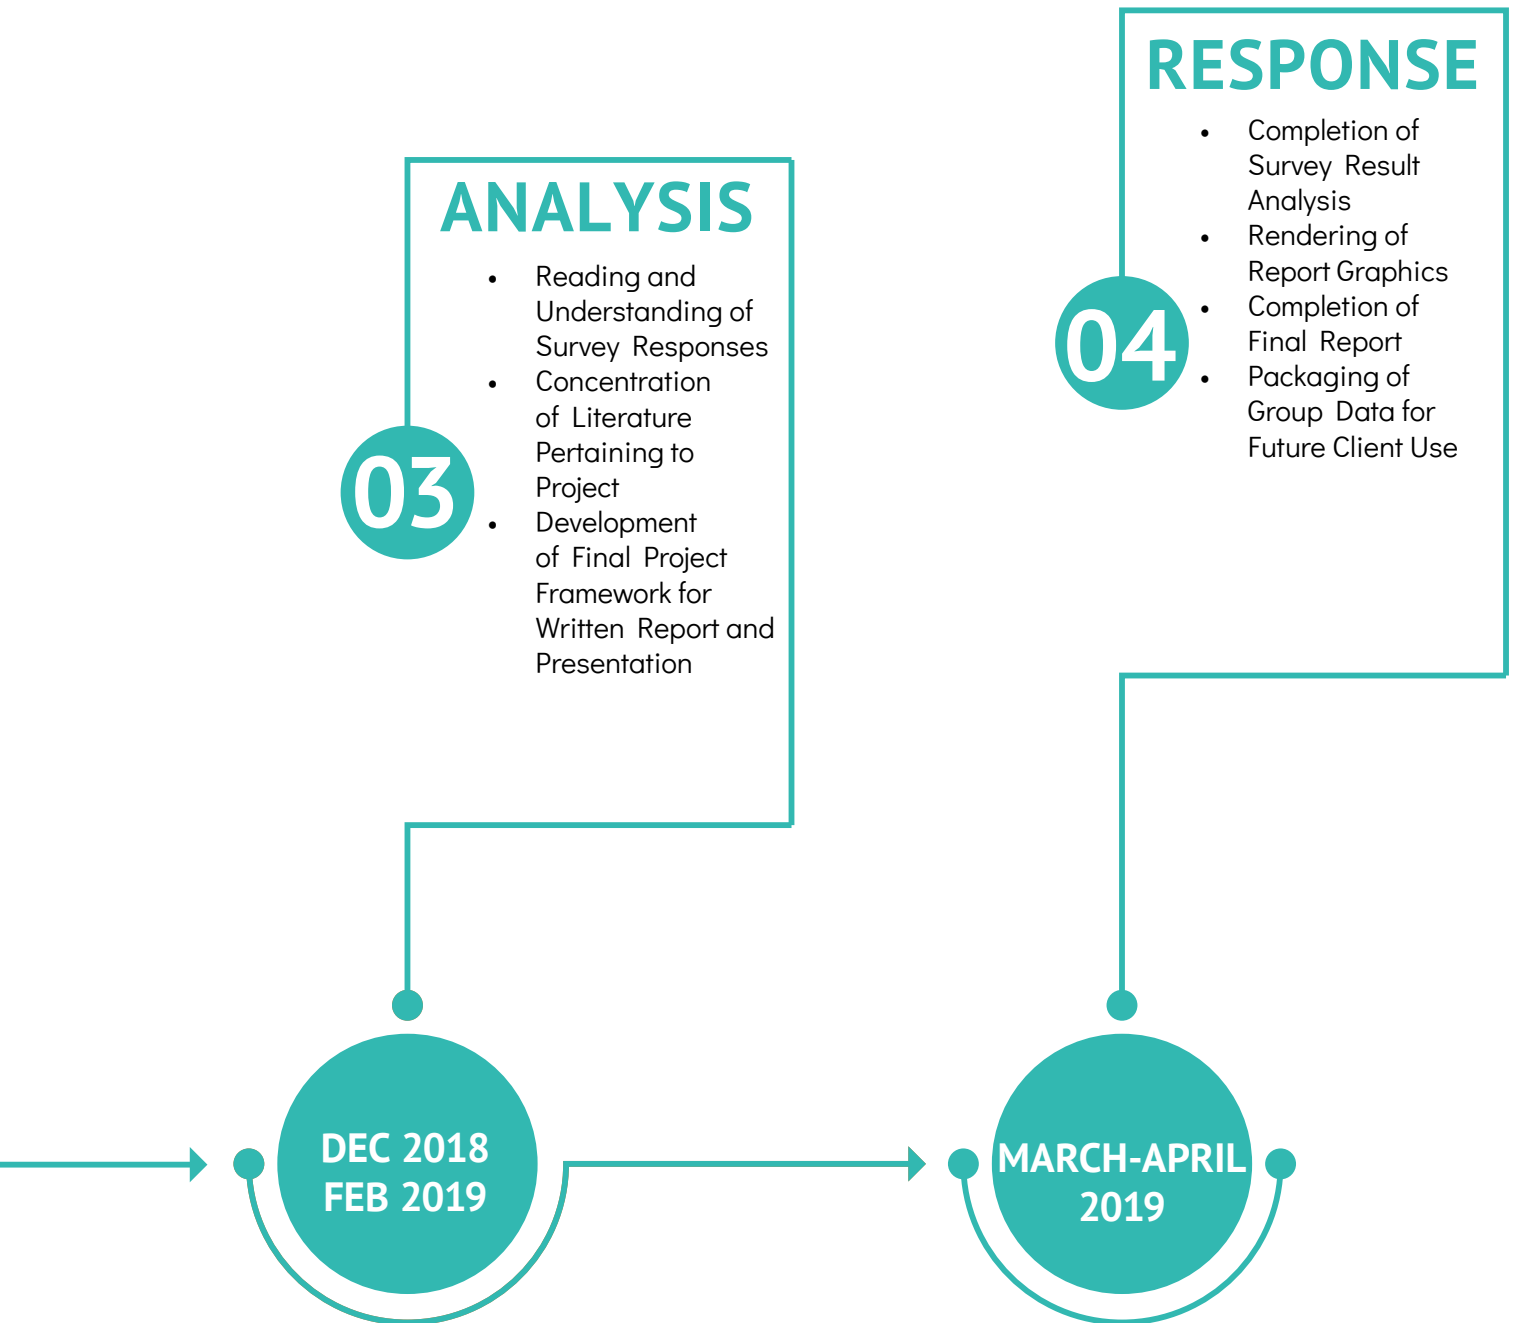 ANALYSIS
• Reading and
Understanding of
Survey Responses
• Concentration
of Literature
Pertaining to
Project
• Development
of Final Project
Framework for
Written Report and
Presentation
03
DEC 2018
FEB 2019
RESPONSE
• Completion of
Survey Result
Analysis
• Rendering of
Report Graphics
• Completion of
Final Report
• Packaging of
Group Data for
Future Client Use
04
MARCH-APRIL
2019